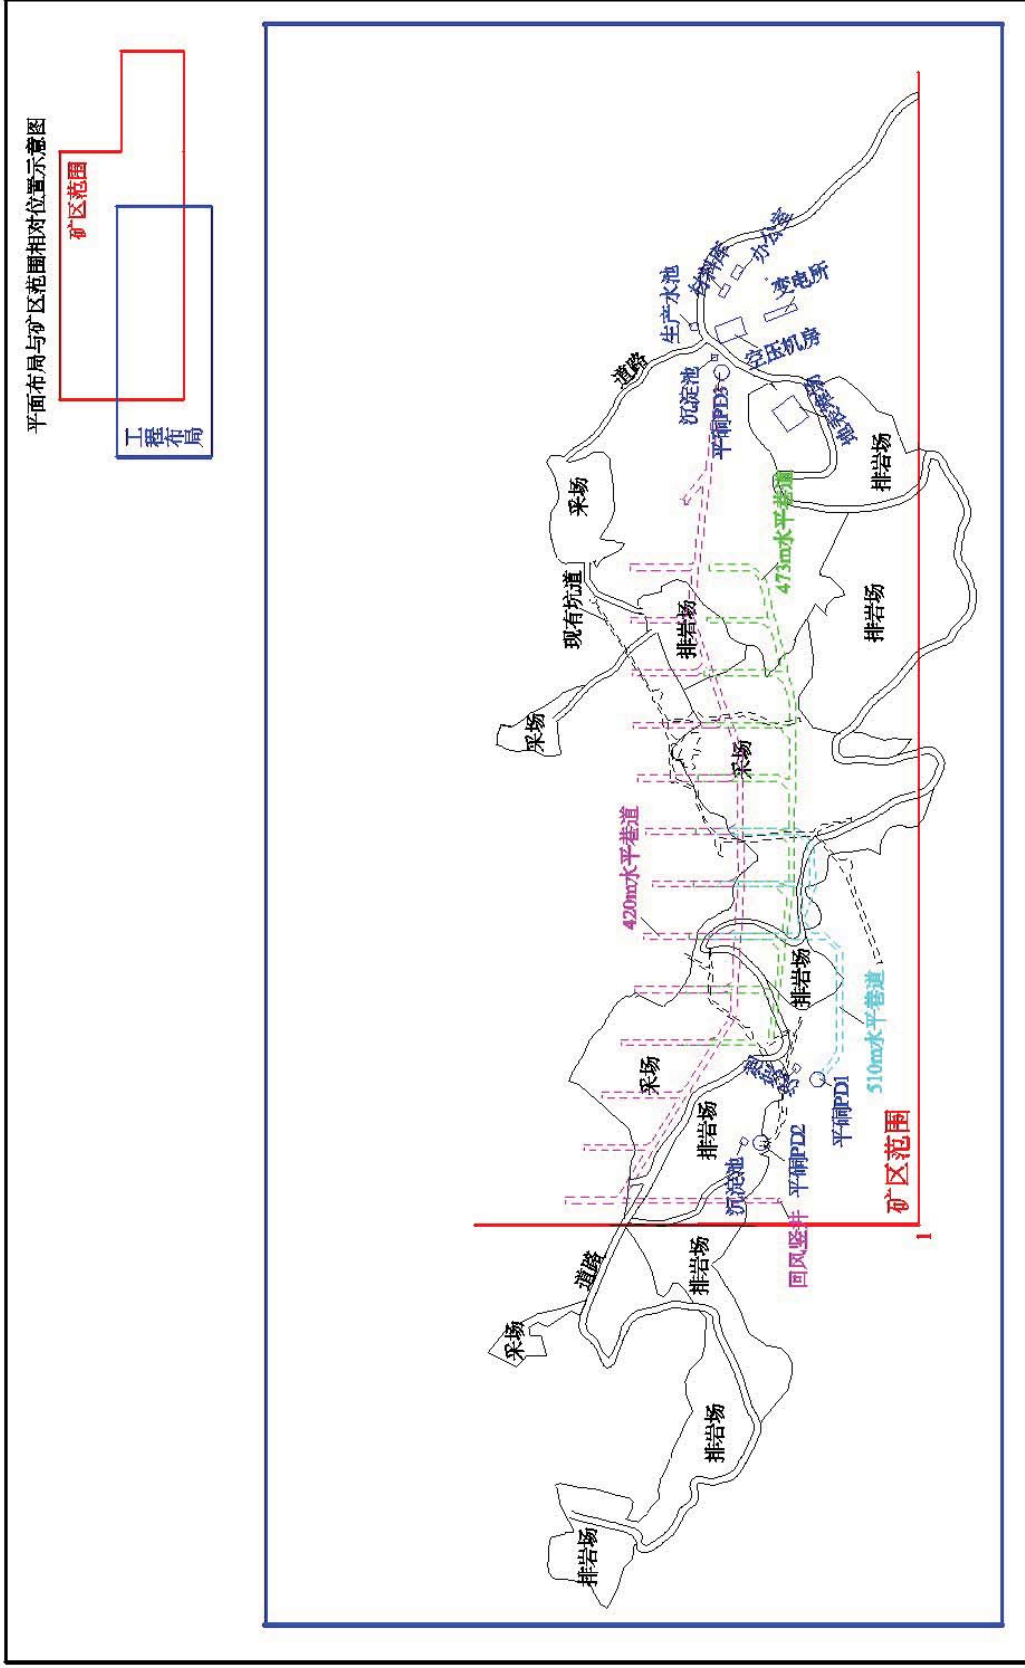 平面布局与矿区范围相对位置示意图
矿区范围
工程布局
生产水池
材料库
办公室
变电所
空压机房
道路
沉淀池
平硐PD3
排岩场
采场
473m水平巷道
现有坑道
排岩场
排岩场
采场
采场
420m水平巷道
排岩场
510m水平巷道
采场
排岩场
平硐PD1
平硐PD2
沉淀池
矿区范围
1
回风竖井
道路
排岩场
采场
排岩场
排岩场